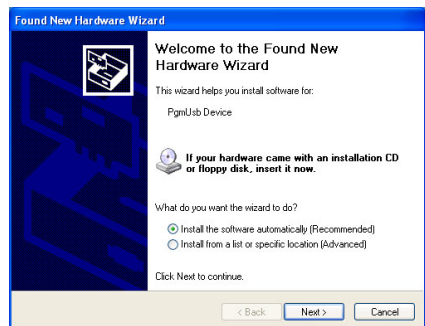 Found New Hardware Wizard
Welcome to the Found New
Hardware Wizard
This wizard helps you install software for:
PgmUsb Device
If your hardware came with an installation CD
or floppy disk, insert it now.
What do you want the wizard to do?
Install the software automatically (Recommended)
Install from a list or specific location (Advanced)
Click Next to continue.
< Back Next > Cancel